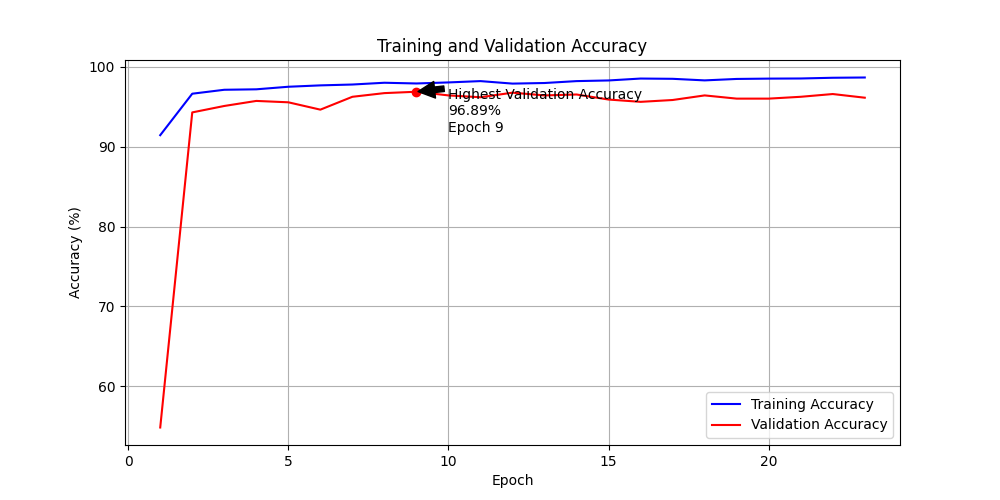 Training and Validation Accuracy
Accuracy (%)
100
90
80
70
60
Highest Validation Accuracy
96.89%
Epoch 9
Training Accuracy
Validation Accuracy
0
5
10
15
20
Epoch